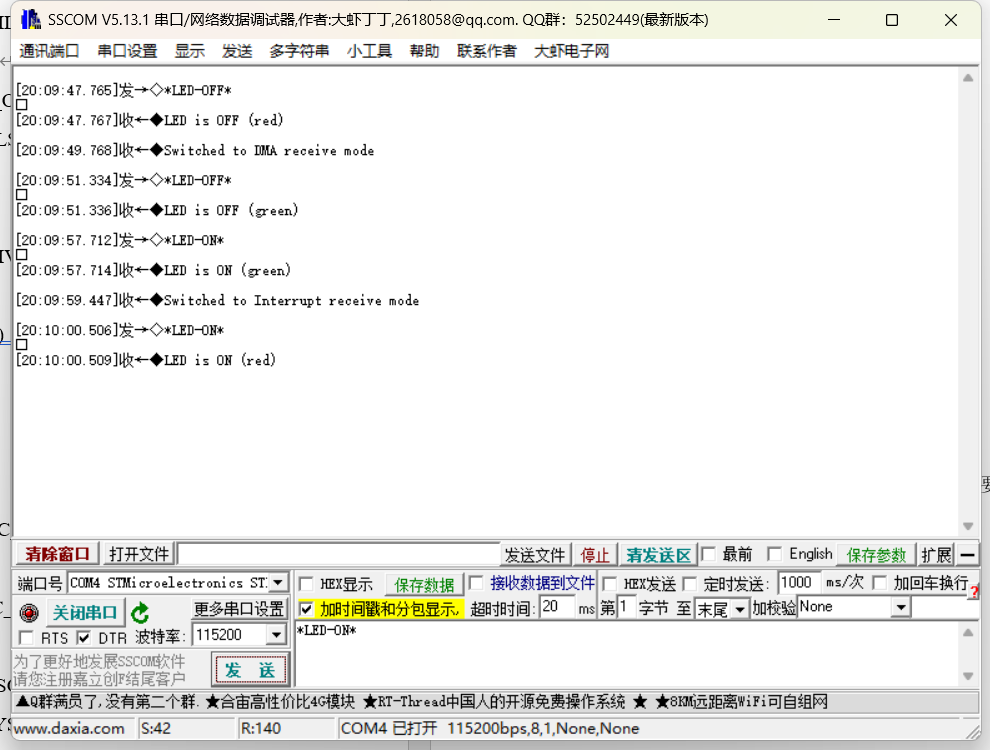 SSCOM V5.13.1 串口/网络数据调试器,作者:大虾丁丁,2618058@qq.com. QQ群: 52502449(最新版本)
通讯端口 串口设置 显示 发送 多字符串 小工具 帮助 联系作者 大虾电子网
[20:09:47.765]发→◇*LED-OFF*
□
[20:09:47.767]收←◆LED is OFF (red)
[20:09:49.768]收←◆Switched to DMA receive mode
[20:09:51.334]发→◇*LED-OFF*
□
[20:09:51.336]收←◆LED is OFF (green)
[20:09:57.712]发→◇*LED-ON*
□
[20:09:57.714]收←◆LED is ON (green)
[20:09:59.447]收←◆Switched to Interrupt receive mode
[20:10:00.506]发→◇*LED-ON*
□
[20:10:00.509]收←◆LED is ON (red)
清除窗口 打开文件 发送文件 停止 清发送区 最前 English 保存参数 扩展 —
端口号 COM4 STMicroelectronics ST. HEX显示 保存数据 接收数据到文件 HEX发送 定时发送: 1000 ms/次 加回车换行
关闭串口 更多串口设置 加时间戳和分包显示, 超时时间: 20 ms 第 1 字节 至 末尾 加校验 None
RTS DTR 波特率: 115200
*LED-ON*
为了更好地发展SSCOM软件
请您注册嘉立创F结尾客户
发 送
▲Q群满员了,没有第二个群. ★合宙高性价比4G模块 ★RT-Thread中国人的开源免费操作系统 ★ ★8KM远距离WiFi可自组网
www.daxia.com S:42 R:140 COM4 已打开 115200bps,8,1,None,None